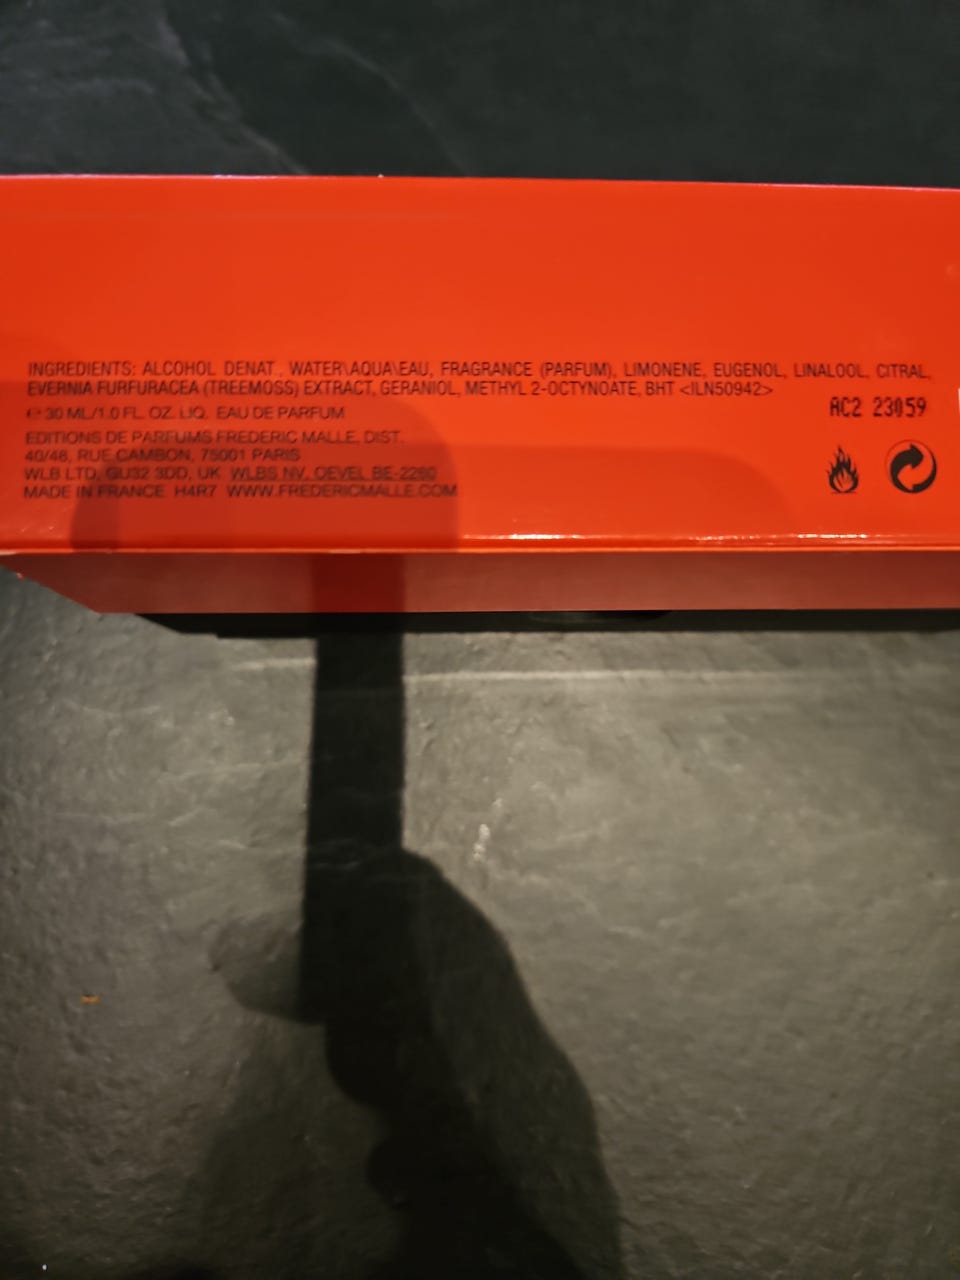 INGREDIENTS: ALCOHOL DENAT., WATER\AQUA\EAU, FRAGRANCE (PARFUM), LIMONENE, EUGENOL, LINALOOL, CITRAL,
EVERNIA FURFURACEA (TREEMOSS) EXTRACT, GERANIOL, METHYL 2-OCTYNOATE, BHT <ILN50942>
℮ 30 ML/1.0 FL. OZ. LIQ. EAU DE PARFUM
AC2 23059
EDITIONS DE PARFUMS FREDERIC MALLE, DIST.
40/48, RUE CAMBON, 75001 PARIS
WLB LTD, GU32 3DD, UK WLBS NV, OEVEL BE-2260
MADE IN FRANCE H4R7 WWW.FREDERICMALLE.COM